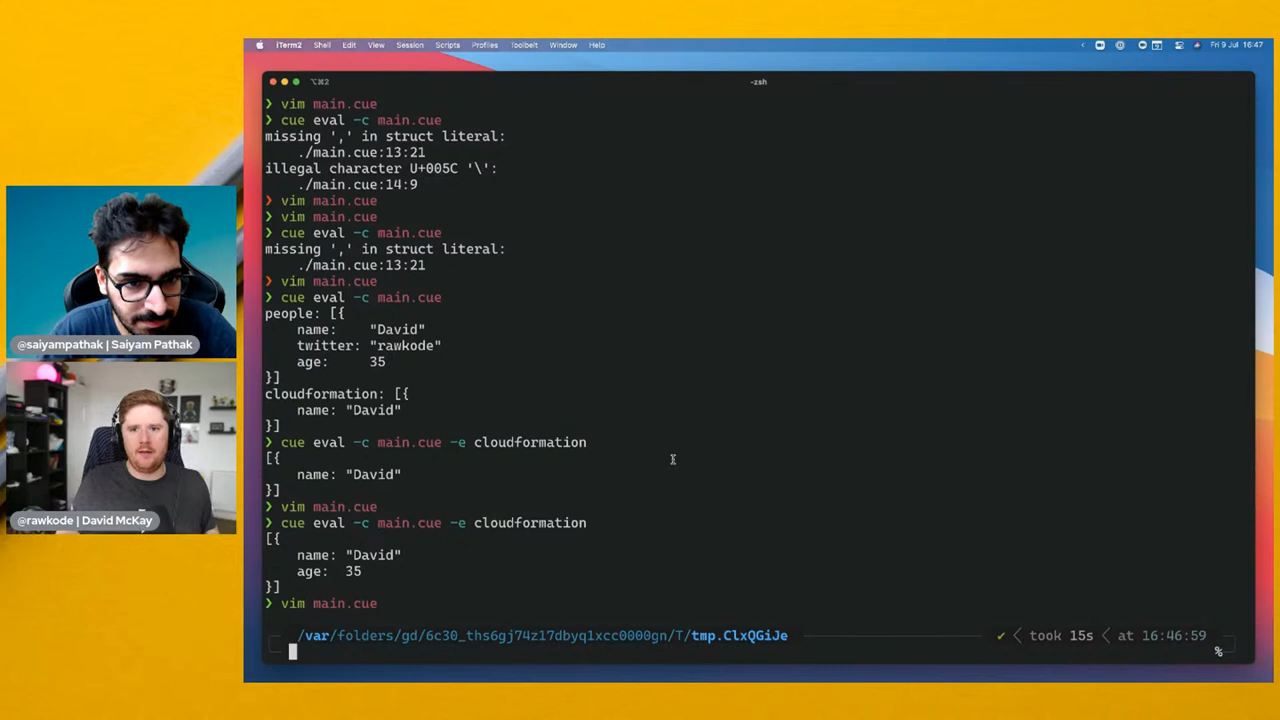 iTerm2 Shell Edit View Session Scripts Profiles Toolbelt Window Help
Fri 9 Jul 16:47
⌥⌘2
-zsh
❯ vim main.cue
❯ cue eval -c main.cue
missing ',' in struct literal:
./main.cue:13:21
illegal character U+005C '\':
./main.cue:14:9
❯ vim main.cue
❯ vim main.cue
❯ cue eval -c main.cue
missing ',' in struct literal:
./main.cue:13:21
❯ vim main.cue
❯ cue eval -c main.cue
people: [{
name: "David"
twitter: "rawkode"
age: 35
}]
cloudformation: [{
name: "David"
}]
❯ cue eval -c main.cue -e cloudformation
[{
name: "David"
}]
❯ vim main.cue
❯ cue eval -c main.cue -e cloudformation
[{
name: "David"
age: 35
}]
❯ vim main.cue
/var/folders/gd/6c30_ths6gj74z17dbyq1xcc0000gn/T/tmp.ClxQGiJe ✔ took 15s at 16:46:59
%
@saiyampathak | Saiyam Pathak
@rawkode | David McKay